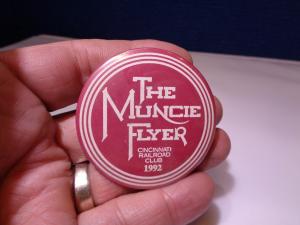 THE
MUNCIE
FLYER
CINCINNATI
RAILROAD
CLUB
1992